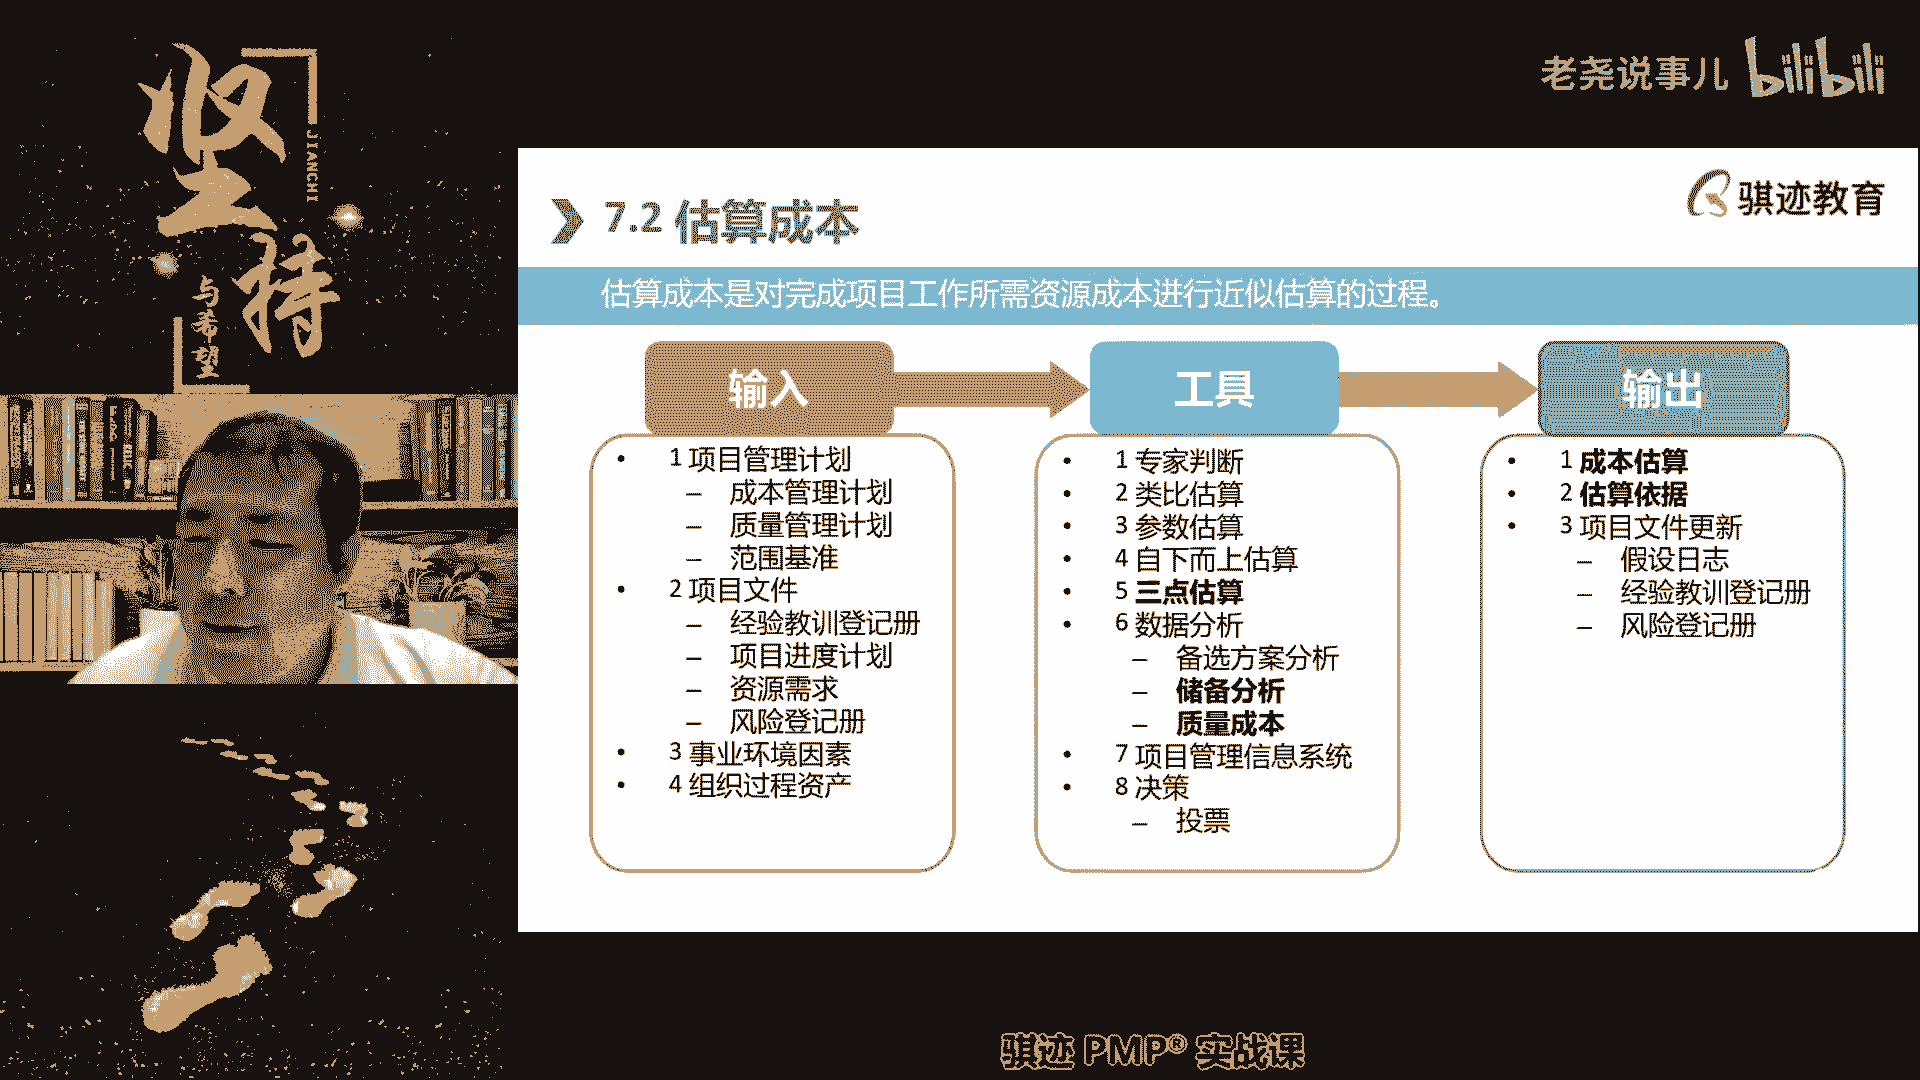 坚持
JIANCHI
与希望
老尧说事儿 bilibili
骐迹教育
7.2 估算成本
估算成本是对完成项目工作所需资源成本进行近似估算的过程。
输入
• 1 项目管理计划
– 成本管理计划
– 质量管理计划
– 范围基准
• 2 项目文件
– 经验教训登记册
– 项目进度计划
– 资源需求
– 风险登记册
• 3 事业环境因素
• 4 组织过程资产
工具
• 1 专家判断
• 2 类比估算
• 3 参数估算
• 4 自下而上估算
• 5 三点估算
• 6 数据分析
– 备选方案分析
– 储备分析
– 质量成本
• 7 项目管理信息系统
• 8 决策
– 投票
输出
• 1 成本估算
• 2 估算依据
• 3 项目文件更新
– 假设日志
– 经验教训登记册
– 风险登记册
骐迹 PMP® 实战课